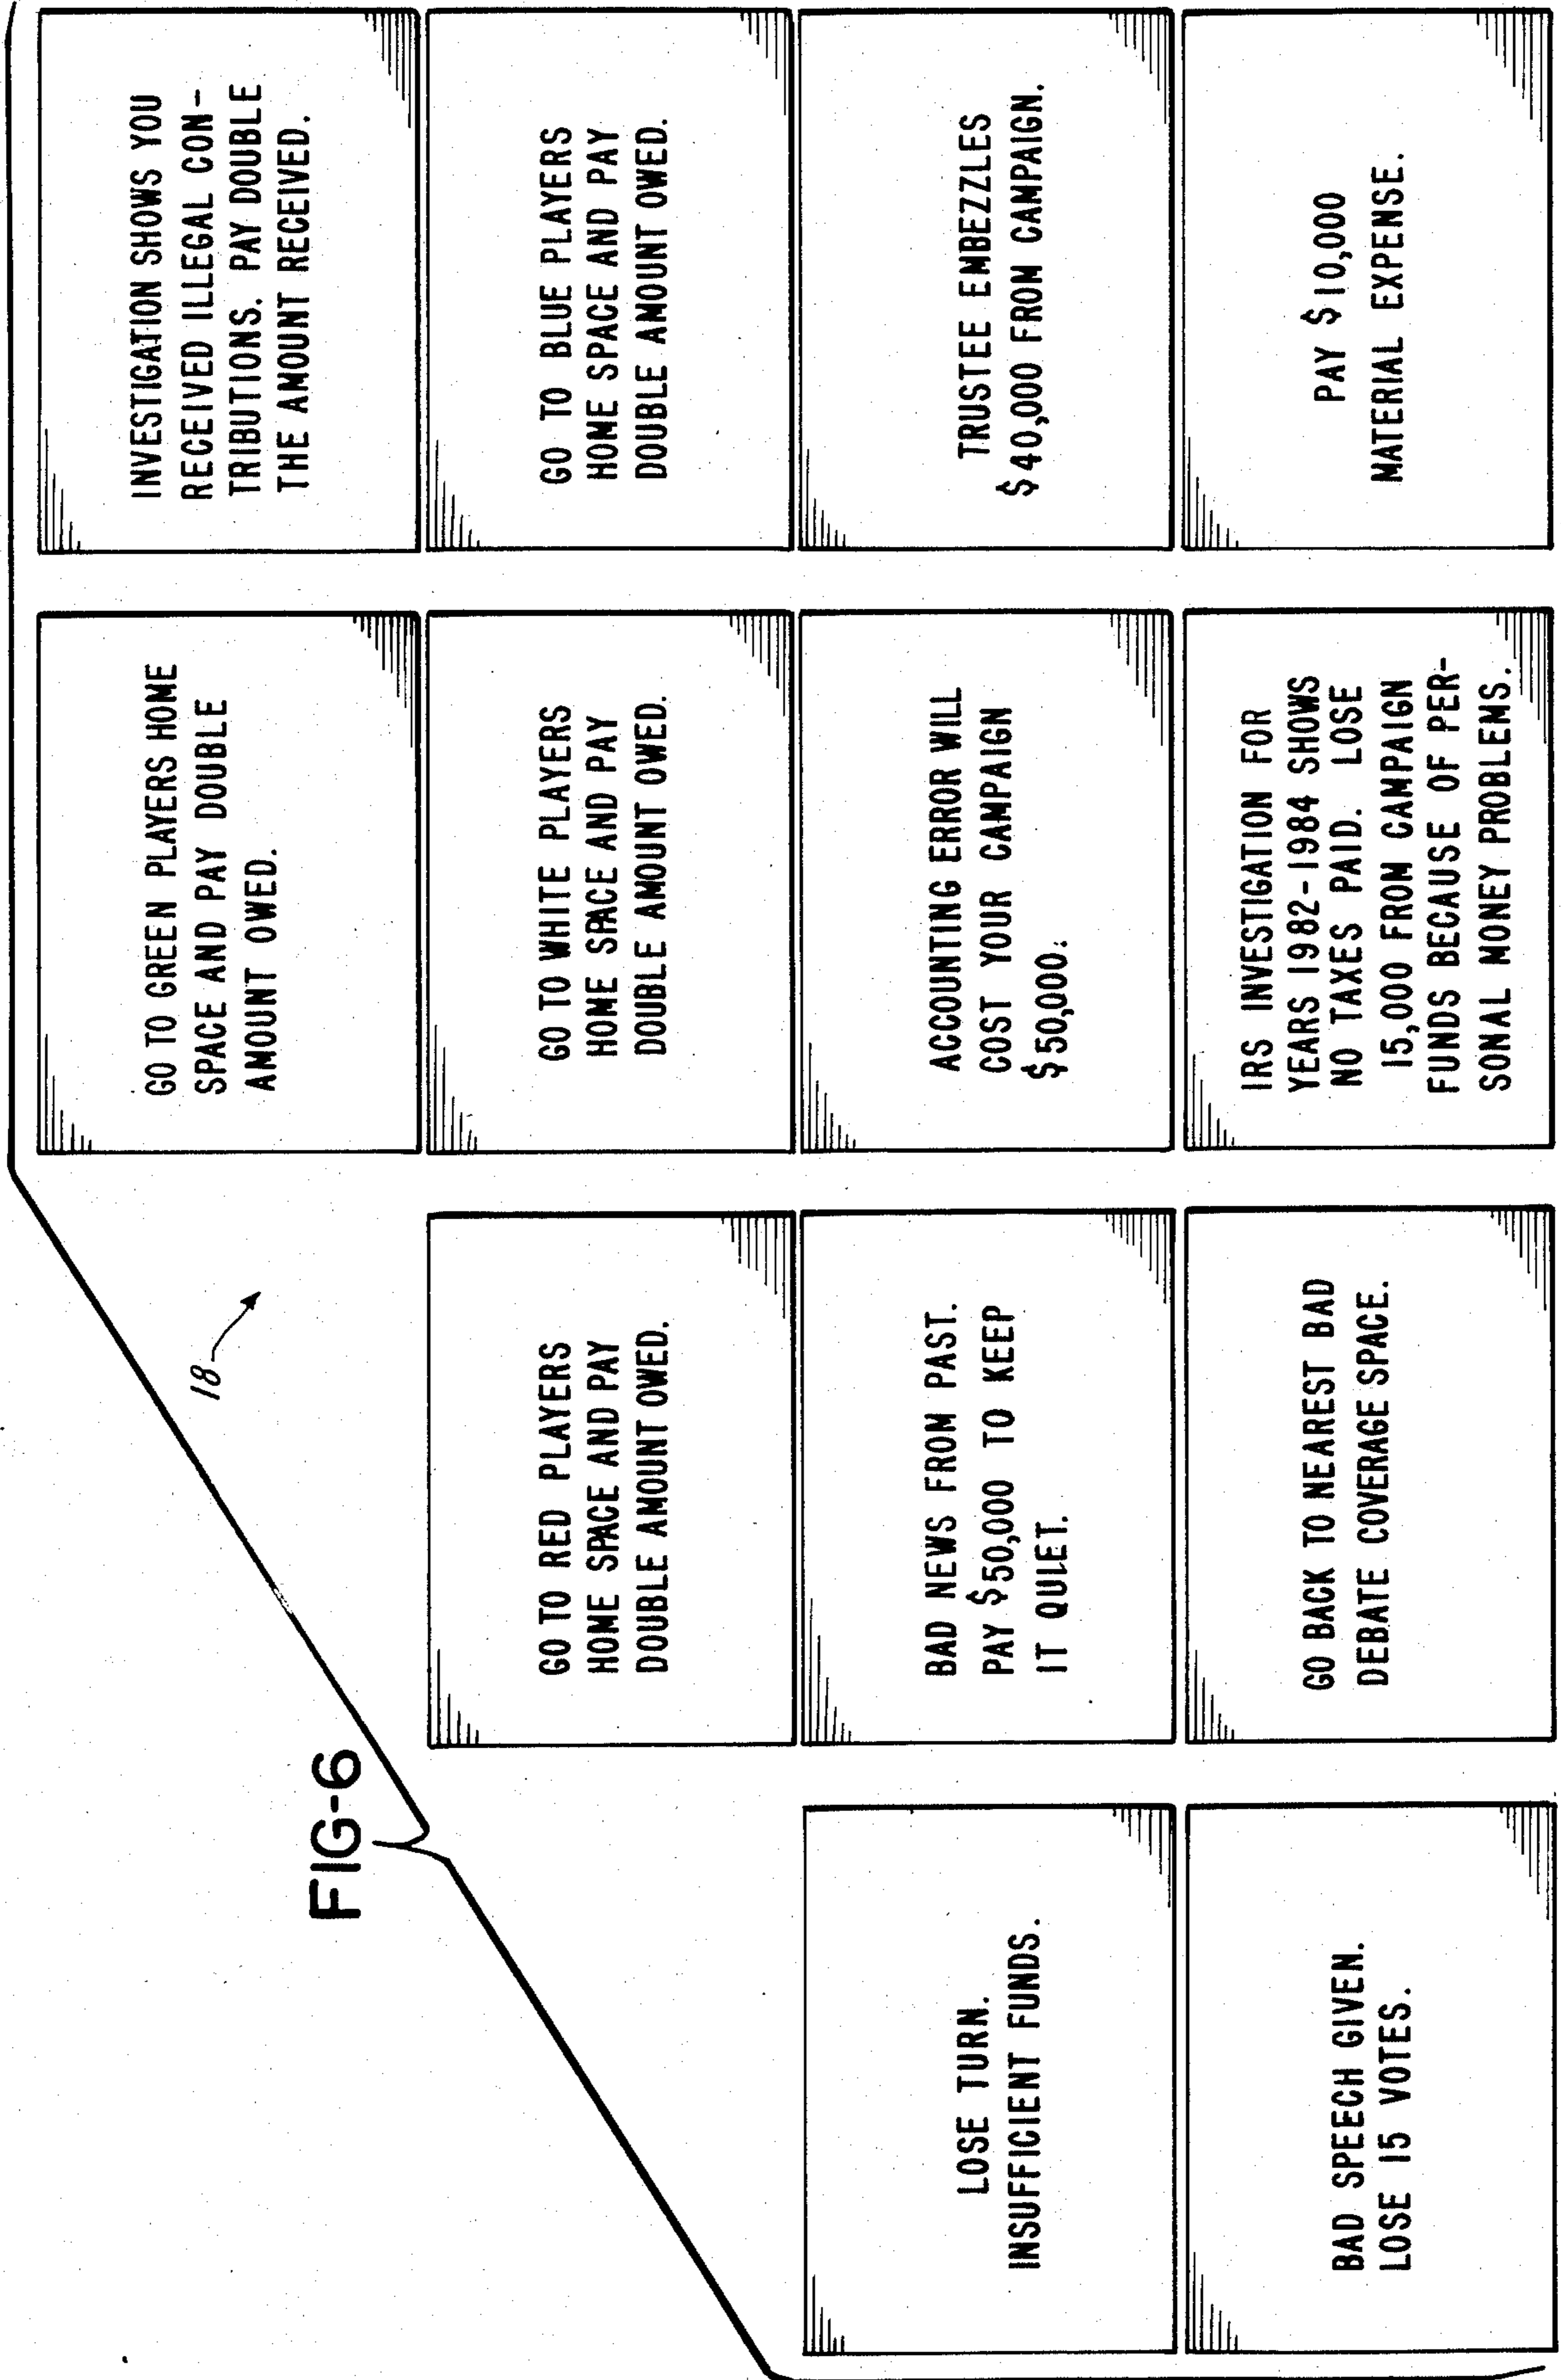 FIG-6
18
GO TO GREEN PLAYERS HOME
SPACE AND PAY DOUBLE
AMOUNT OWED.
INVESTIGATION SHOWS YOU
RECEIVED ILLEGAL CON-
TRIBUTIONS. PAY DOUBLE
THE AMOUNT RECEIVED.
GO TO RED PLAYERS
HOME SPACE AND PAY
DOUBLE AMOUNT OWED.
GO TO WHITE PLAYERS
HOME SPACE AND PAY
DOUBLE AMOUNT OWED.
GO TO BLUE PLAYERS
HOME SPACE AND PAY
DOUBLE AMOUNT OWED.
LOSE TURN.
INSUFFICIENT FUNDS.
BAD NEWS FROM PAST.
PAY $50,000 TO KEEP
IT QUIET.
ACCOUNTING ERROR WILL
COST YOUR CAMPAIGN
$50,000.
TRUSTEE EMBEZZLES
$40,000 FROM CAMPAIGN.
BAD SPEECH GIVEN.
LOSE 15 VOTES.
GO BACK TO NEAREST BAD
DEBATE COVERAGE SPACE.
IRS INVESTIGATION FOR
YEARS 1982-1984 SHOWS
NO TAXES PAID. LOSE
15,000 FROM CAMPAIGN
FUNDS BECAUSE OF PER-
SONAL MONEY PROBLEMS.
PAY $10,000
MATERIAL EXPENSE.